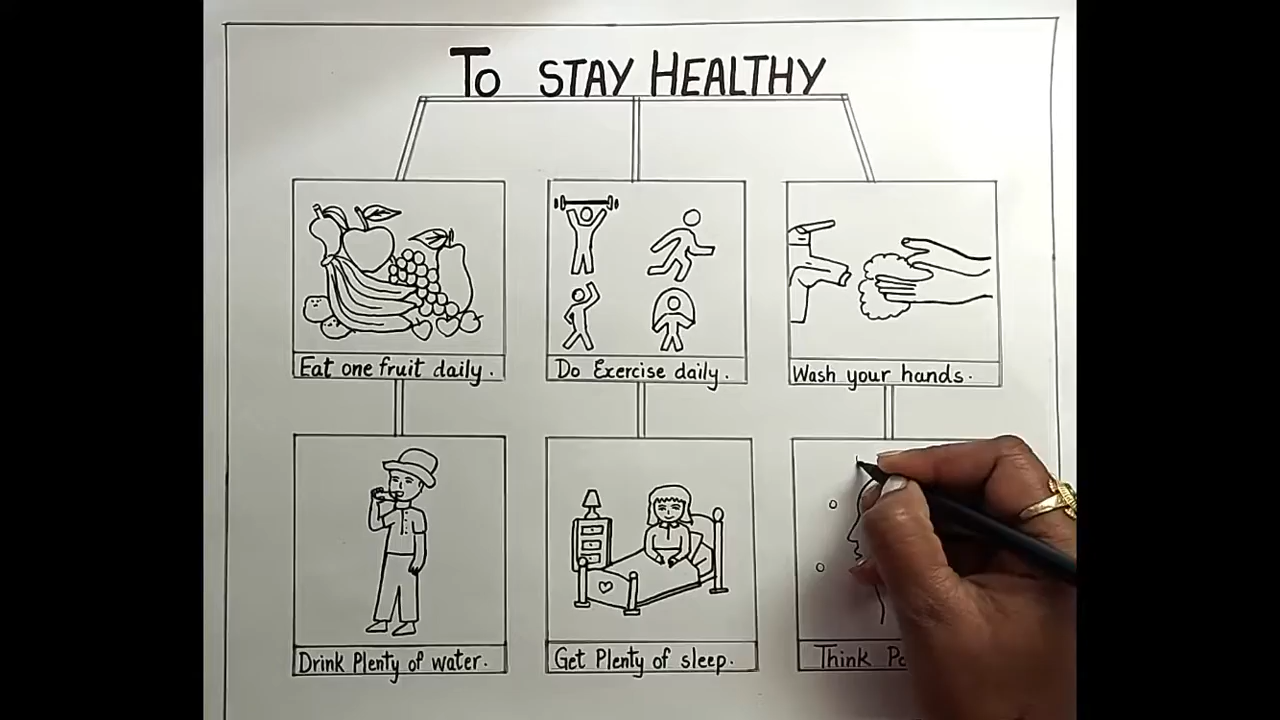 To STAY HEALTHY
Eat one fruit daily.
Do Exercise daily.
Wash your hands.
Drink Plenty of water.
Get Plenty of sleep.
Think